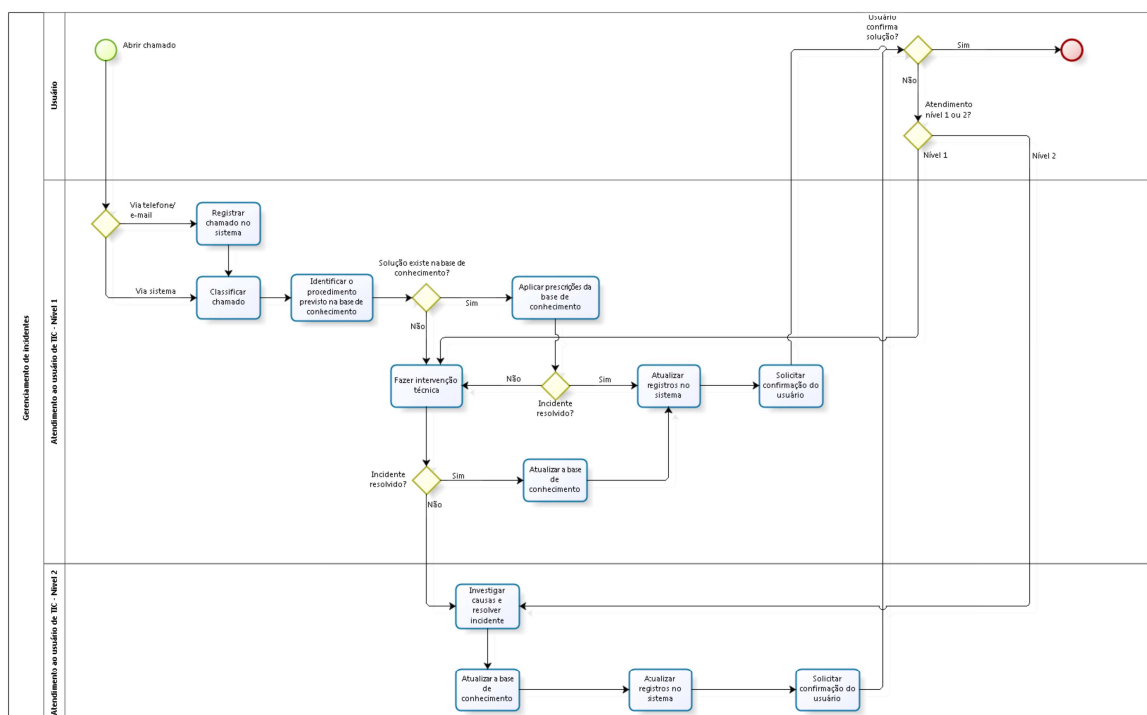 Gerenciamento de incidentes
Usuário
Abrir chamado
Usuário
confirma
solução?
Sim
Não
Atendimento
nível 1 ou 2?
Nível 1
Nível 2
Atendimento ao usuário de TIC - Nível 1
Via telefone/
e-mail
Registrar
chamado no
sistema
Via sistema
Classificar
chamado
Identificar o
procedimento
previsto na base de
conhecimento
Solução existe na base de
conhecimento?
Sim
Não
Aplicar prescrições da
base de
conhecimento
Fazer intervenção
técnica
Não
Sim
Incidente
resolvido?
Atualizar
registros no
sistema
Solicitar
confirmação do
usuário
Incidente
resolvido?
Sim
Não
Atualizar a base
de
conhecimento
Atendimento ao usuário de TIC - Nível 2
Investigar
causas e
resolver
incidente
Atualizar a base
de
conhecimento
Atualizar
registros no
sistema
Solicitar
confirmação do
usuário